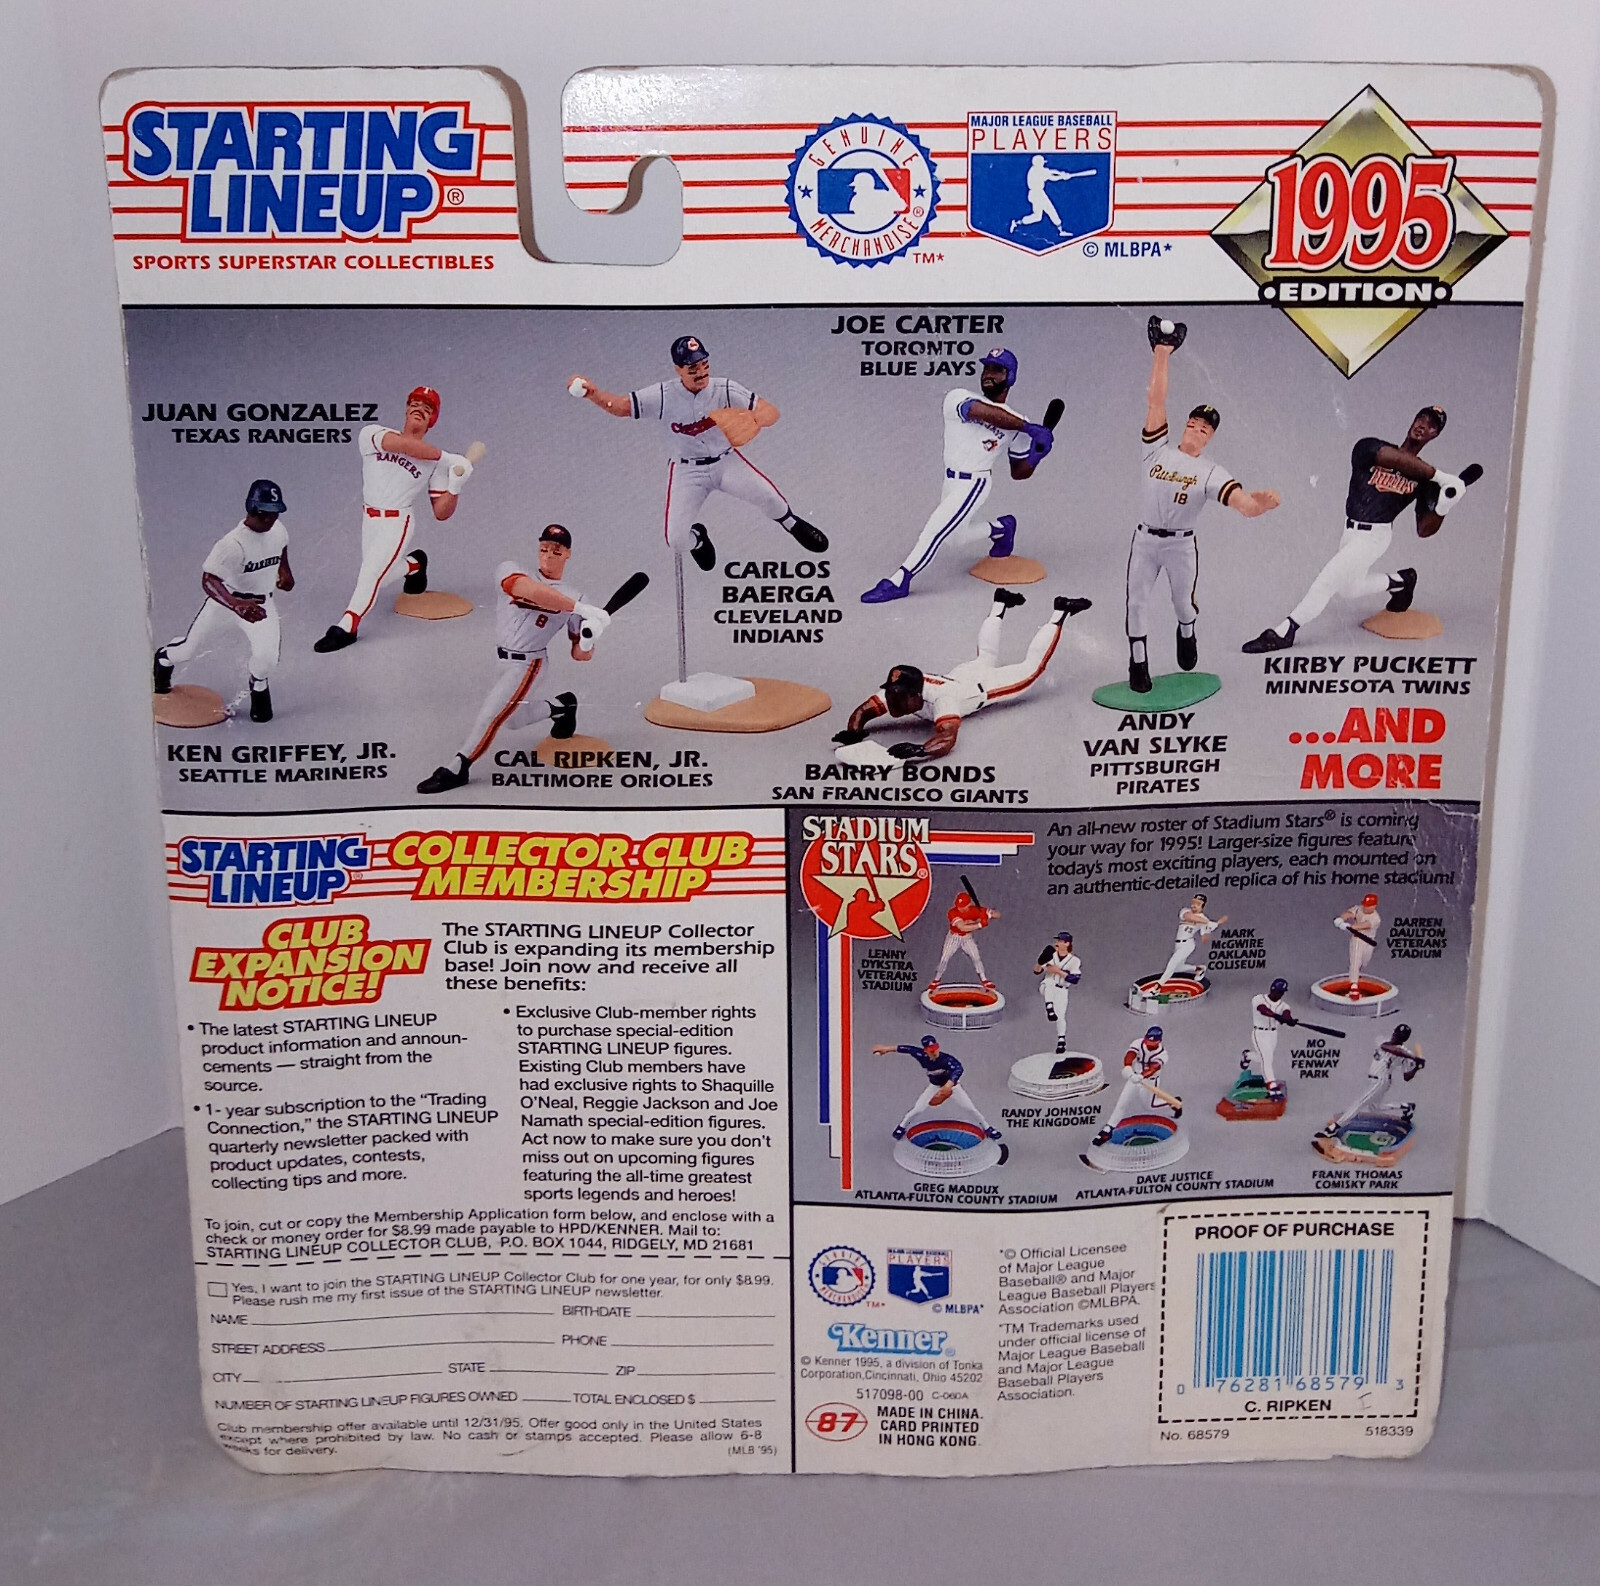 STARTING
LINEUP®
SPORTS SUPERSTAR COLLECTIBLES
GENUINE
MERCHANDISE®
TM*
MAJOR LEAGUE BASEBALL
PLAYERS
© MLBPA*
1995
•EDITION•
JUAN GONZALEZ
TEXAS RANGERS
RANGERS
JOE CARTER
TORONTO
BLUE JAYS
Pittsburgh
18
Twins
S
8
CARLOS
BAERGA
CLEVELAND
INDIANS
KEN GRIFFEY, JR.
SEATTLE MARINERS
CAL RIPKEN, JR.
BALTIMORE ORIOLES
BARRY BONDS
SAN FRANCISCO GIANTS
ANDY
VAN SLYKE
PITTSBURGH
PIRATES
KIRBY PUCKETT
MINNESOTA TWINS
...AND
MORE
STARTING
LINEUP®
COLLECTOR CLUB
MEMBERSHIP
CLUB
EXPANSION
NOTICE!
The STARTING LINEUP Collector
Club is expanding its membership
base! Join now and receive all
these benefits:
• The latest STARTING LINEUP
product information and announ-
cements — straight from the
source.
• 1- year subscription to the "Trading
Connection," the STARTING LINEUP
quarterly newsletter packed with
product updates, contests,
collecting tips and more.
• Exclusive Club-member rights
to purchase special-edition
STARTING LINEUP figures.
Existing Club members have
had exclusive rights to Shaquille
O'Neal, Reggie Jackson and Joe
Namath special-edition figures.
Act now to make sure you don't
miss out on upcoming figures
featuring the all-time greatest
sports legends and heroes!
To join, cut or copy the Membership Application form below, and enclose with a
check or money order for $8.99 made payable to HPD/KENNER. Mail to:
STARTING LINEUP COLLECTOR CLUB, P.O. BOX 1044, RIDGELY, MD 21681
Yes, I want to join the STARTING LINEUP Collector Club for one year, for only $8.99.
Please rush me my first issue of the STARTING LINEUP newsletter.
NAME BIRTHDATE
STREET ADDRESS PHONE
CITY STATE ZIP
NUMBER OF STARTING LINEUP FIGURES OWNED TOTAL ENCLOSED $
Club membership offer available until 12/31/95. Offer good only in the United States
except where prohibited by law. No cash or stamps accepted. Please allow 6-8
weeks for delivery. (MLB '95)
STADIUM
STARS®
An all-new roster of Stadium Stars® is coming
your way for 1995! Larger-size figures feature
today's most exciting players, each mounted on
an authentic-detailed replica of his home stadium!
LENNY
DYKSTRA
VETERANS
STADIUM
MARK
McGWIRE
OAKLAND
COLISEUM
DARREN
DAULTON
VETERANS
STADIUM
MO
VAUGHN
FENWAY
PARK
RANDY JOHNSON
THE KINGDOME
GREG MADDUX
ATLANTA-FULTON COUNTY STADIUM
DAVE JUSTICE
ATLANTA-FULTON COUNTY STADIUM
FRANK THOMAS
COMISKY PARK
GENUINE
MERCHANDISE
TM*
MAJOR LEAGUE BASEBALL
PLAYERS
© MLBPA*
Kenner®
© Kenner 1995, a division of Tonka
Corporation,Cincinnati, Ohio 45202
517098-00 C-060A
87
MADE IN CHINA.
CARD PRINTED
IN HONG KONG.
*© Official Licensee
of Major League
Baseball® and Major
League Baseball Players
Association ©MLBPA.
*TM Trademarks used
under official license of
Major League Baseball
and Major League
Baseball Players
Association.
PROOF OF PURCHASE
0 76281 68579 3
C. RIPKEN
No. 68579 518339